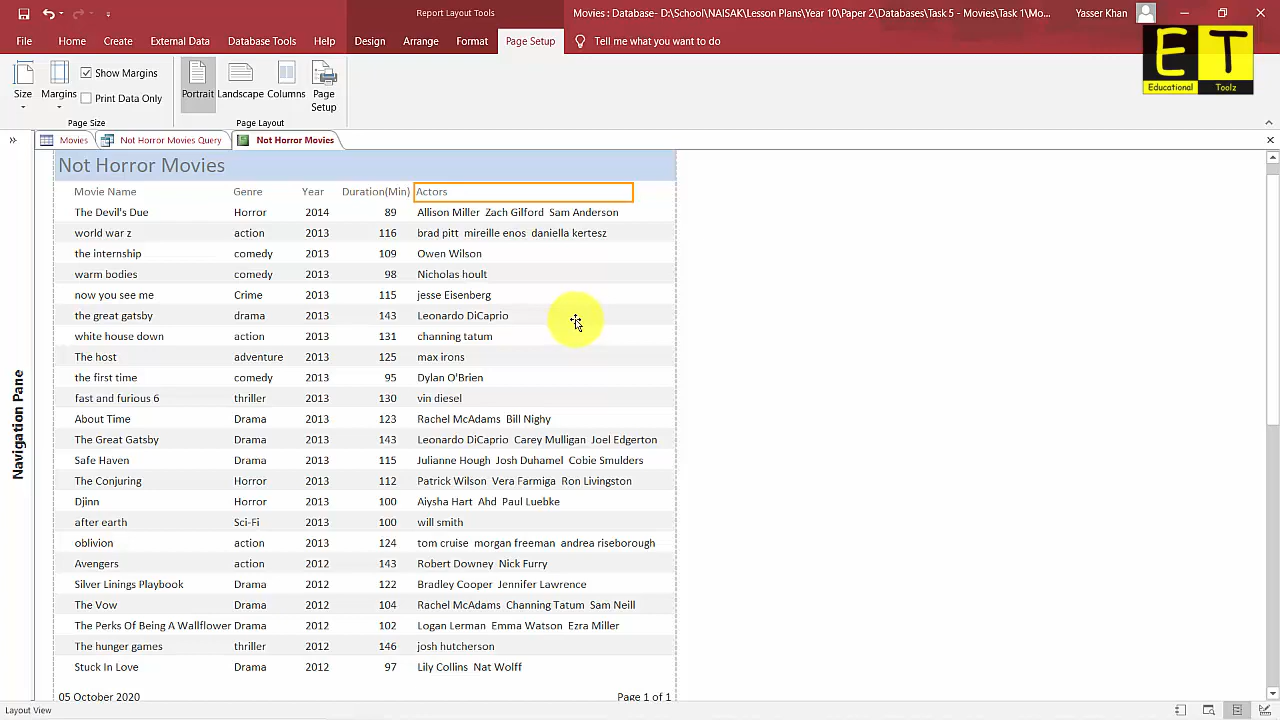 Report Layout Tools
Movies : Database- D:\School\NAISAK\Lesson Plans\Year 10\Paper 2\Databases\Task 5 - Movies\Task 1\Mo...
Yasser Khan
File Home Create External Data Database Tools Help Design Arrange Format Page Setup Tell me what you want to do
ET
Educational Toolz
Size Margins Show Margins Print Data Only Portrait Landscape Columns Page Setup
Page Size Page Layout
Movies Not Horror Movies Query Not Horror Movies
Navigation Pane
Not Horror Movies
Movie Name Genre Year Duration(Min) Actors
The Devil's Due Horror 2014 89 Allison Miller Zach Gilford Sam Anderson
world war z action 2013 116 brad pitt mireille enos daniella kertesz
the internship comedy 2013 109 Owen Wilson
warm bodies comedy 2013 98 Nicholas hoult
now you see me Crime 2013 115 jesse Eisenberg
the great gatsby drama 2013 143 Leonardo DiCaprio
white house down action 2013 131 channing tatum
The host adventure 2013 125 max irons
the first time comedy 2013 95 Dylan O'Brien
fast and furious 6 thriller 2013 130 vin diesel
About Time Drama 2013 123 Rachel McAdams Bill Nighy
The Great Gatsby Drama 2013 143 Leonardo DiCaprio Carey Mulligan Joel Edgerton
Safe Haven Drama 2013 115 Julianne Hough Josh Duhamel Cobie Smulders
The Conjuring Horror 2013 112 Patrick Wilson Vera Farmiga Ron Livingston
Djinn Horror 2013 100 Aiysha Hart Ahd Paul Luebke
after earth Sci-Fi 2013 100 will smith
oblivion action 2013 124 tom cruise morgan freeman andrea riseborough
Avengers action 2012 143 Robert Downey Nick Furry
Silver Linings Playbook Drama 2012 122 Bradley Cooper Jennifer Lawrence
The Vow Drama 2012 104 Rachel McAdams Channing Tatum Sam Neill
The Perks Of Being A Wallflower Drama 2012 102 Logan Lerman Emma Watson Ezra Miller
The hunger games thriller 2012 146 josh hutcherson
Stuck In Love Drama 2012 97 Lily Collins Nat Wolff
05 October 2020 Page 1 of 1
Layout View